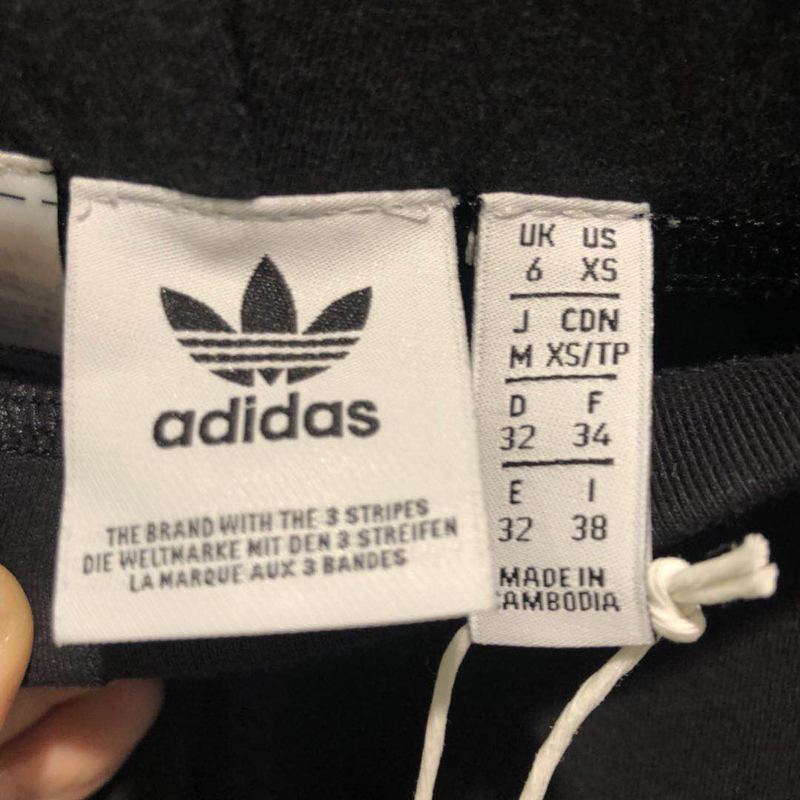 adidas
THE BRAND WITH THE 3 STRIPES
DIE WELTMARKE MIT DEN 3 STREIFEN
LA MARQUE AUX 3 BANDES
UK US
6 XS
J CDN
M XS/TP
D F
32 34
E I
32 38
MADE IN
CAMBODIA